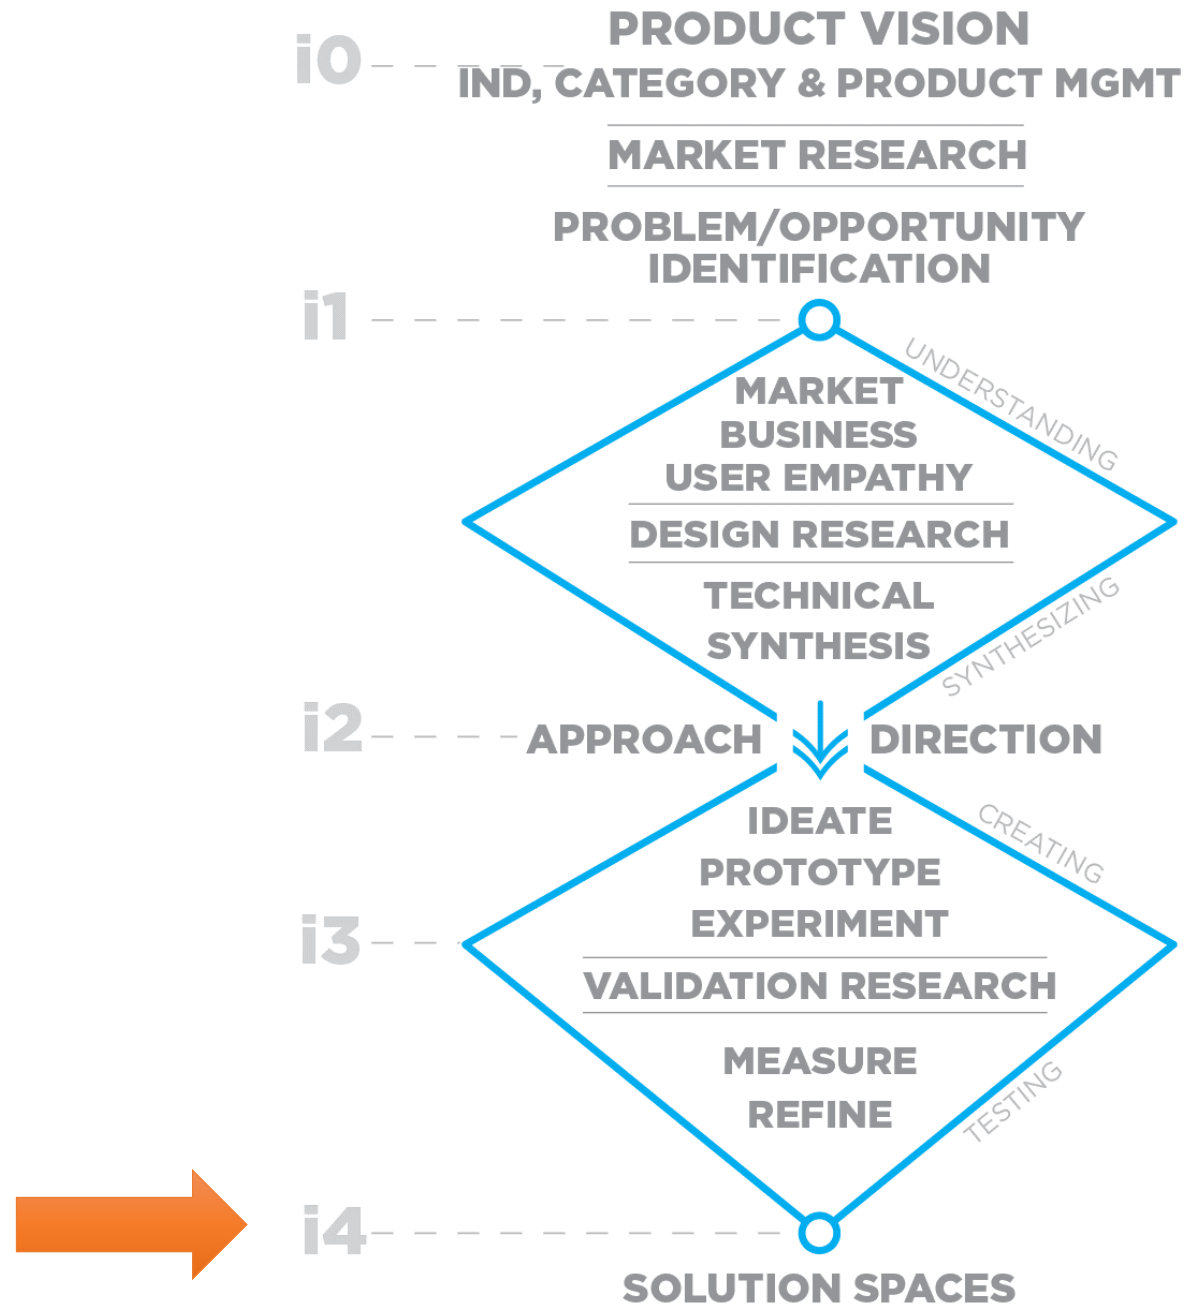 PRODUCT VISION
i0
IND, CATEGORY & PRODUCT MGMT
MARKET RESEARCH
PROBLEM/OPPORTUNITY
IDENTIFICATION
i1
UNDERSTANDING
MARKET
BUSINESS
USER EMPATHY
DESIGN RESEARCH
TECHNICAL
SYNTHESIS
SYNTHESIZING
i2
APPROACH
DIRECTION
IDEATE
CREATING
PROTOTYPE
EXPERIMENT
i3
VALIDATION RESEARCH
MEASURE
REFINE
TESTING
i4
SOLUTION SPACES